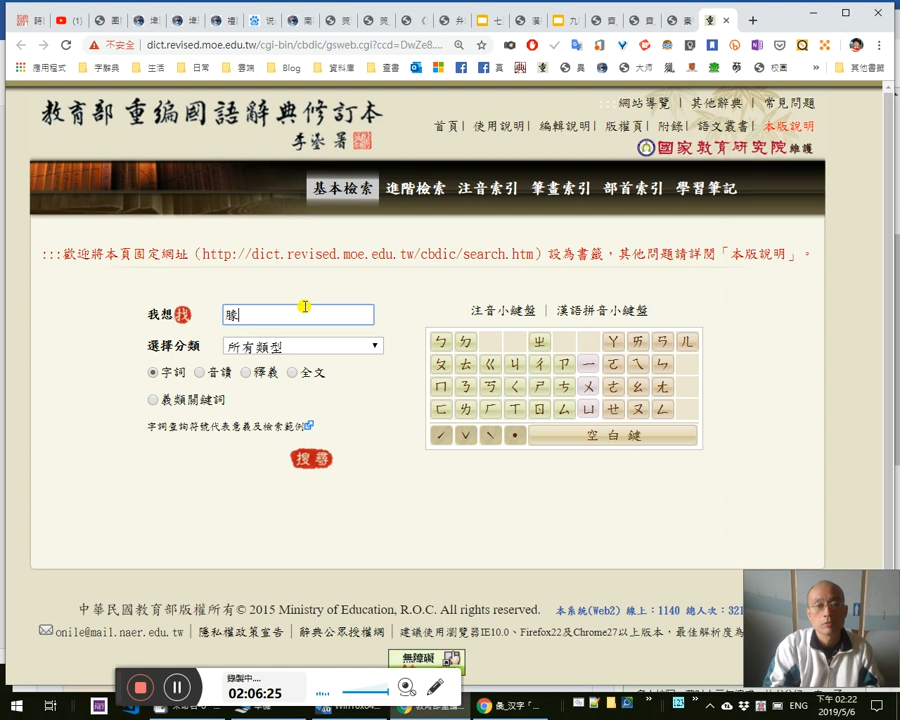 不安全 dict.revised.moe.edu.tw/cgi-bin/cbdic/gsweb.cgi?ccd=DwZe8....
應用程式 字辭典 生活 日常 雲端 Blog 資料庫 查書 大师 校園 » 其他書籤
教育部 重編國語辭典修訂本
:::網站導覽 | 其他辭典 | 常見問題
首頁| 使用說明| 編輯說明| 版權頁| 附錄| 語文叢書| 本版說明
國家教育研究院 維護
基本檢索 進階檢索 注音索引 筆畫索引 部首索引 學習筆記
:::歡迎將本頁固定網址（http://dict.revised.moe.edu.tw/cbdic/search.htm）設為書籤，其他問題請詳閱「本版說明」。
我想 找
注音小鍵盤 | 漢語拼音小鍵盤
選擇分類 所有類型
字詞 音讀 釋義 全文
義類關鍵詞
字詞查詢符號代表意義及檢索範例
搜尋
ㄅ ㄉ ㄓ ㄚ ㄞ ㄢ ㄦ
ㄆ ㄊ ㄍ ㄐ ㄔ ㄗ ㄧ ㄛ ㄟ ㄣ
ㄇ ㄋ ㄎ ㄑ ㄕ ㄘ ㄨ ㄜ ㄠ ㄤ
ㄈ ㄌ ㄏ ㄒ ㄖ ㄙ ㄩ ㄝ ㄡ ㄥ
ˊ ˇ ˋ ˙ 空白鍵
中華民國教育部版權所有© 2015 Ministry of Education, R.O.C. All rights reserved. 本系統(Web2) 線上：1140 總人次：321
onile@mail.naer.edu.tw | 隱私權政策宣告 | 辭典公眾授權網 | 建議使用瀏覽器IE10.0、Firefox22及Chrome27以上版本，最佳解析度為
無障礙
錄製中....
02:06:25
ENG
下午 02:22
2019/5/6